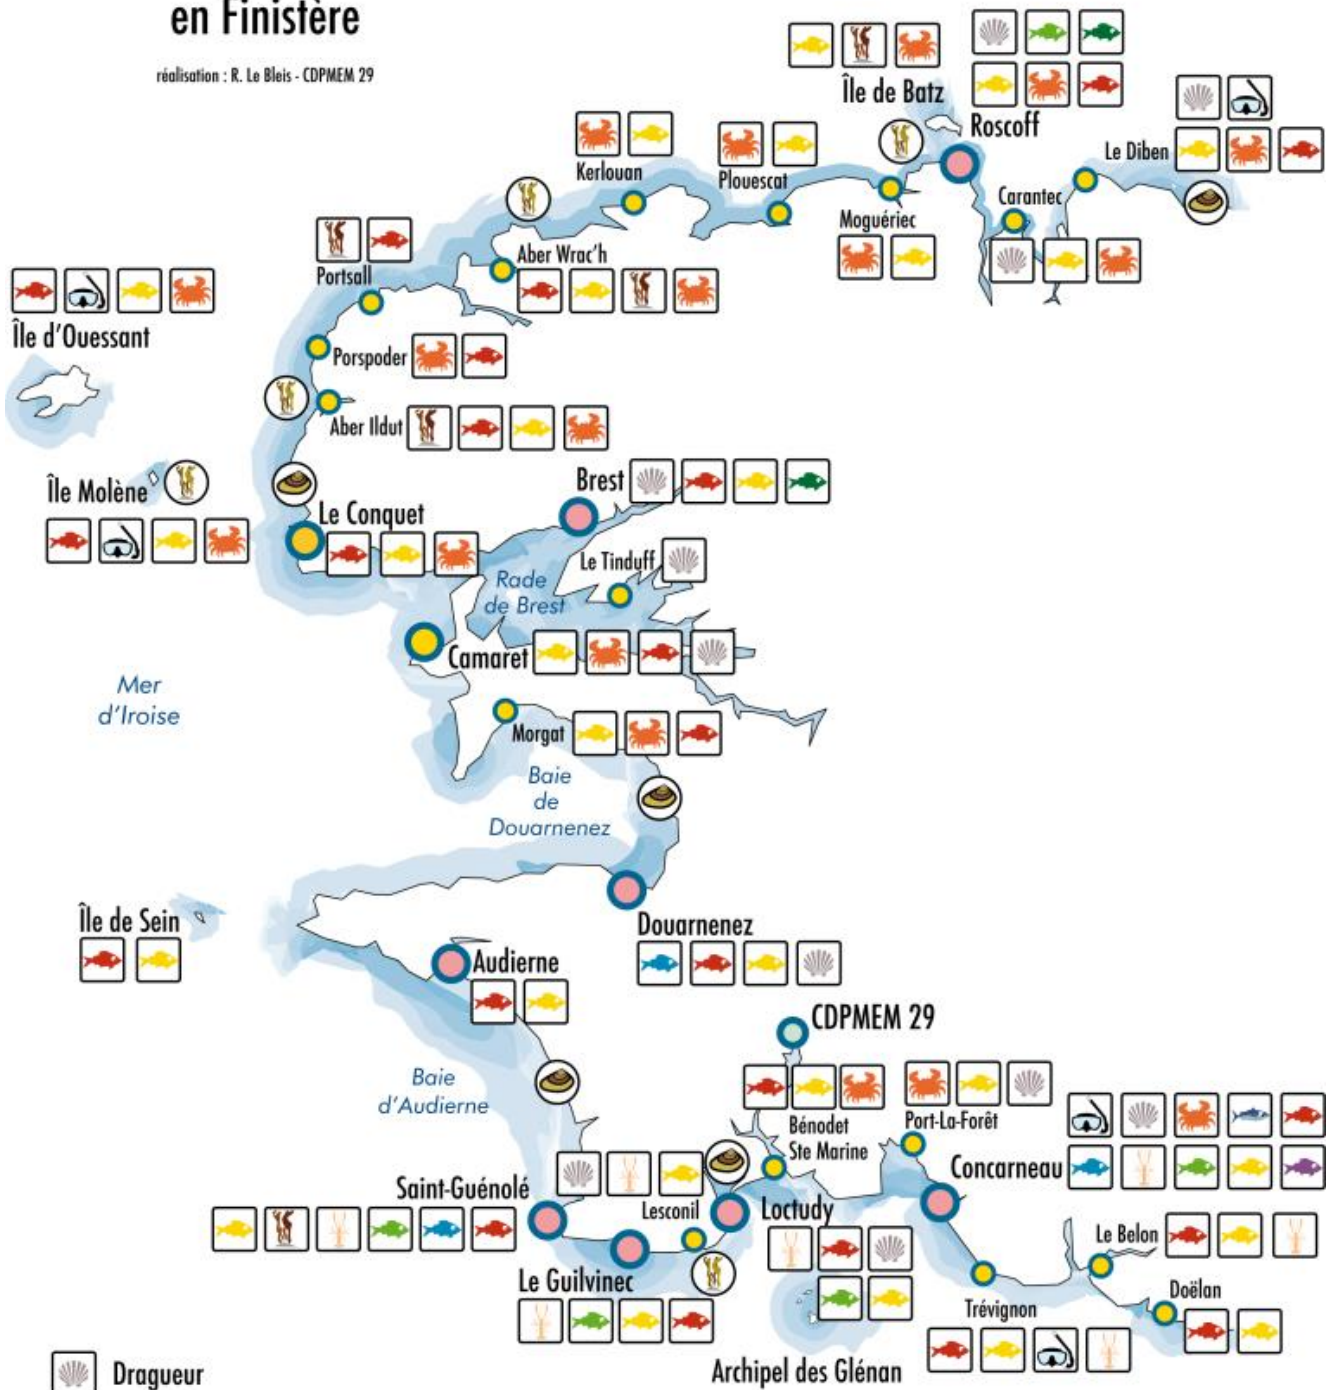 en Finistère
réalisation : R. Le Bleis - CDPMEM 29
Île de Batz
Roscoff
Le Diben
Kerlouan
Plouescat
Moguériec
Carantec
Portsall
Aber Wrac'h
Île d'Ouessant
Porspoder
Aber Ildut
Île Molène
Le Conquet
Brest
Le Tinduff
Rade
de Brest
Camaret
Mer
d'Iroise
Morgat
Baie
de
Douarnenez
Île de Sein
Douarnenez
Audierne
CDPMEM 29
Baie
d'Audierne
Bénodet
Ste Marine
Port-La-Forêt
Concarneau
Saint-Guénolé
Lesconil
Loctudy
Le Belon
Le Guilvinec
Trévignon
Doëlan
Archipel des Glénan
Dragueur